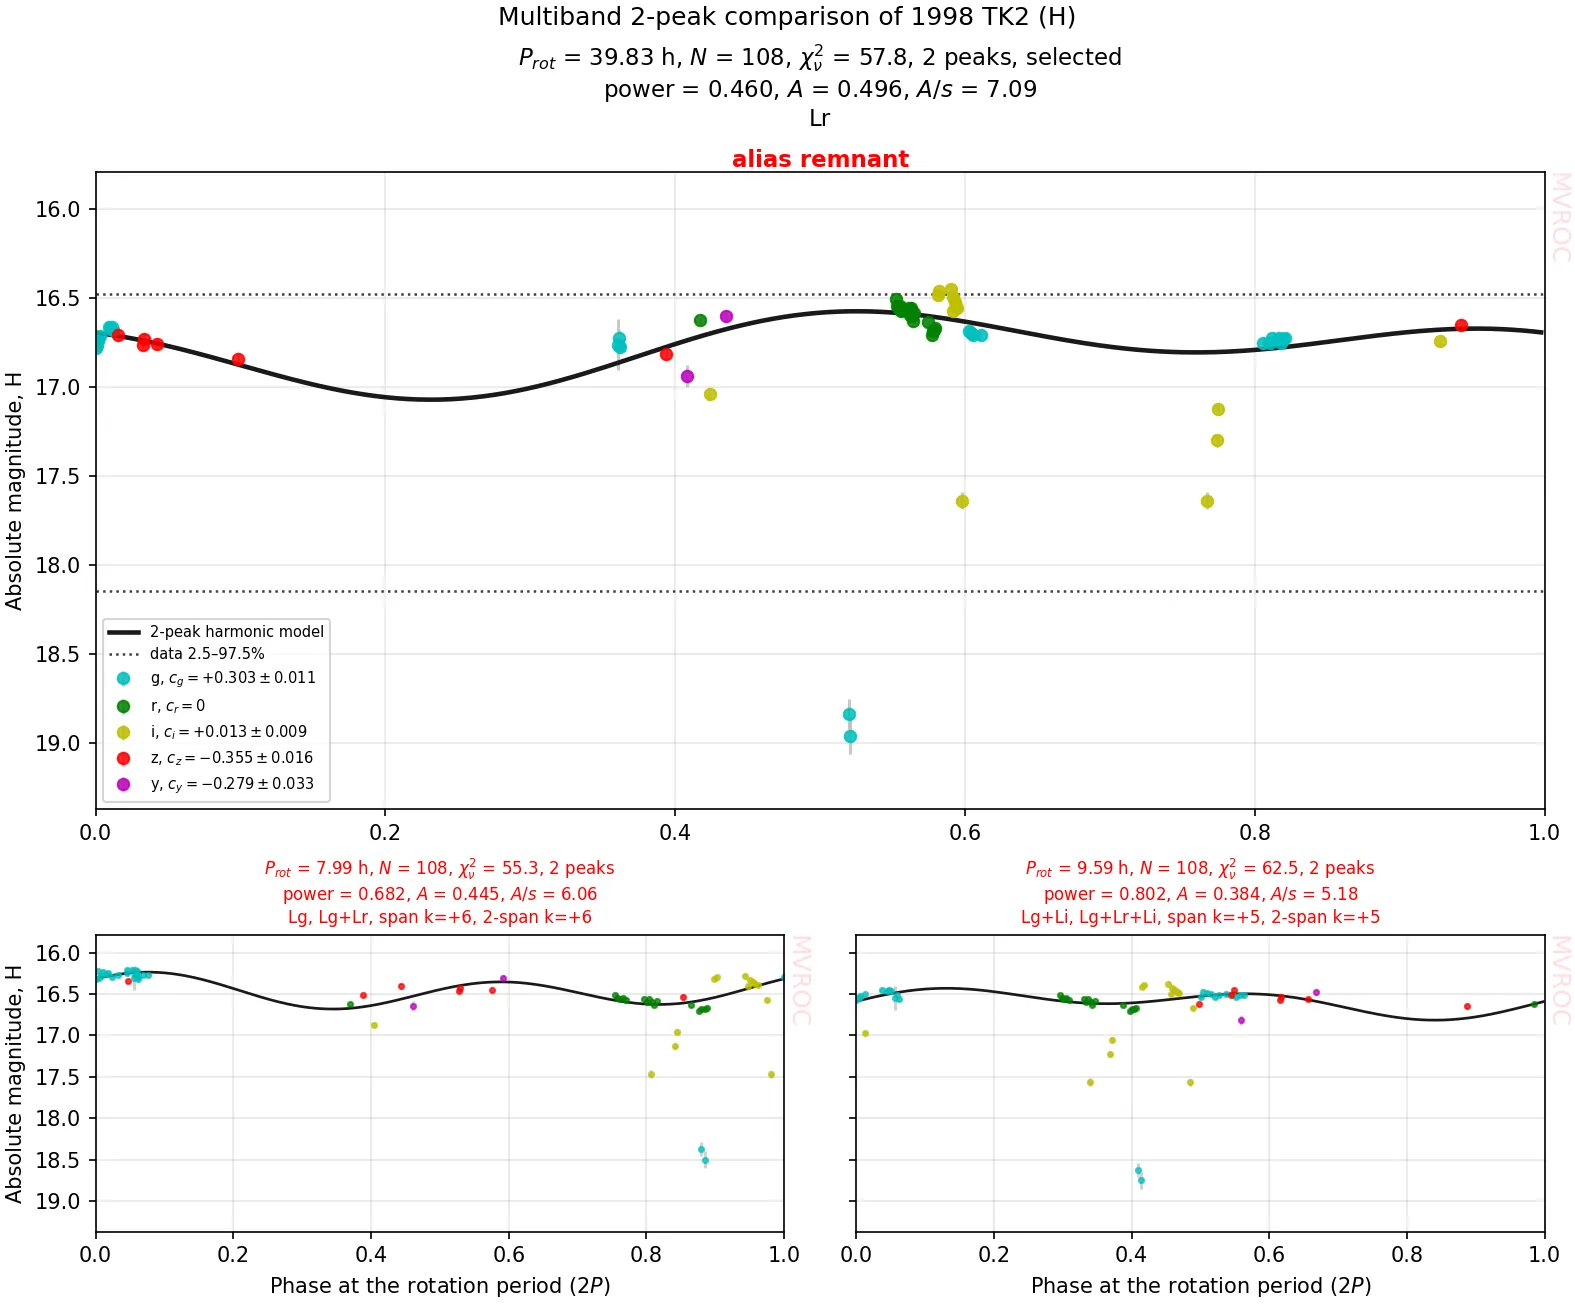 Multiband 2-peak comparison of 1998 TK2 (H)
P_rot = 39.83 h, N = 108, χ²_ν = 57.8, 2 peaks, selected
power = 0.460, A = 0.496, A/s = 7.09
Lr
alias remnant
MVROC
Absolute magnitude, H
16.0
16.5
17.0
17.5
18.0
18.5
19.0
2-peak harmonic model
data 2.5–97.5%
g, c_g = +0.303 ± 0.011
r, c_r = 0
i, c_i = +0.013 ± 0.009
z, c_z = −0.355 ± 0.016
y, c_y = −0.279 ± 0.033
0.0 0.2 0.4 0.6 0.8 1.0
P_rot = 7.99 h, N = 108, χ²_ν = 55.3, 2 peaks
power = 0.682, A = 0.445, A/s = 6.06
Lg, Lg+Lr, span k=+6, 2-span k=+6
MVROC
Absolute magnitude, H
16.0
16.5
17.0
17.5
18.0
18.5
19.0
0.0 0.2 0.4 0.6 0.8 1.0
Phase at the rotation period (2P)
P_rot = 9.59 h, N = 108, χ²_ν = 62.5, 2 peaks
power = 0.802, A = 0.384, A/s = 5.18
Lg+Li, Lg+Lr+Li, span k=+5, 2-span k=+5
MVROC
0.0 0.2 0.4 0.6 0.8 1.0
Phase at the rotation period (2P)